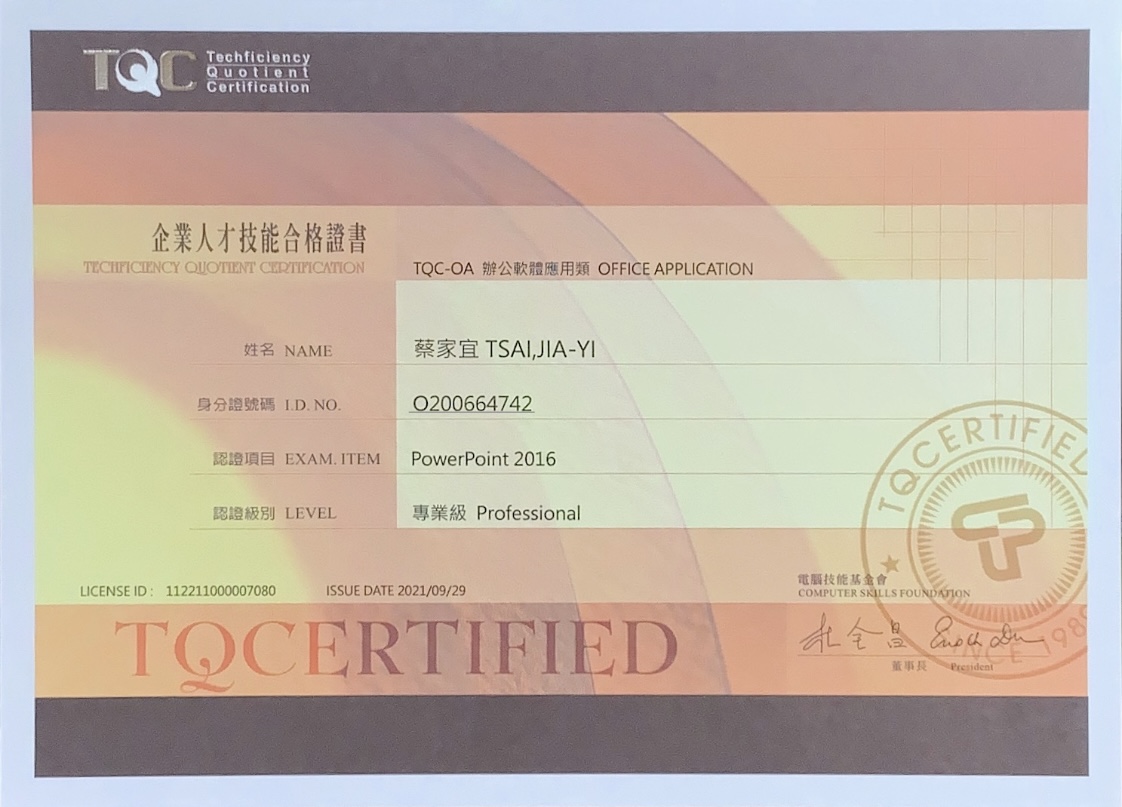 TQC Techficiency
Quotient
Certification
企業人才技能合格證書
TECHFICIENCY QUOTIENT CERTIFICATION
TQC-OA 辦公軟體應用類 OFFICE APPLICATION
姓名 NAME 蔡家宜 TSAI,JIA-YI
身分證號碼 I.D. NO. O200664742
認證項目 EXAM. ITEM PowerPoint 2016
認證級別 LEVEL 專業級 Professional
TQCERTIFIED
SINCE 1989
LICENSE ID : 112211000007080 ISSUE DATE 2021/09/29
電腦技能基金會
COMPUTER SKILLS FOUNDATION
TQCERTIFIED
杜全昌
董事長 President